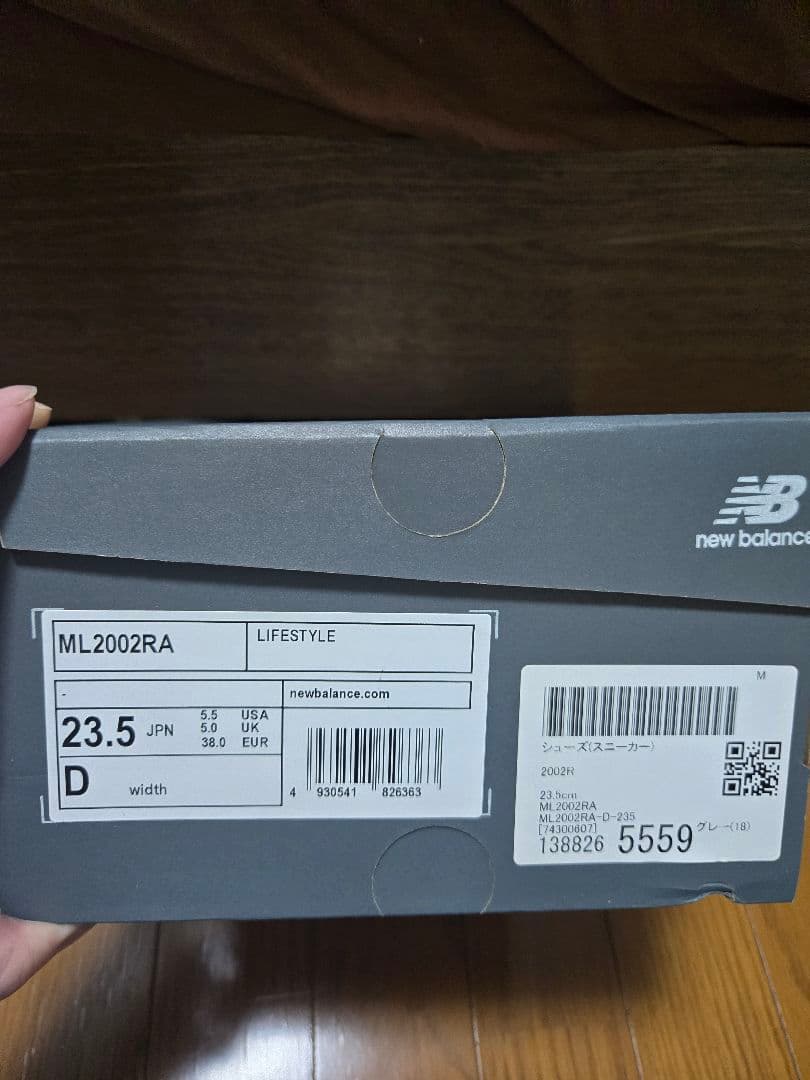 NB
new balance
ML2002RA
LIFESTYLE
-
newbalance.com
23.5 JPN
5.5 USA
5.0 UK
38.0 EUR
D width
4 930541 826363
M
シューズ(スニーカー)
2002R
23.5cm
ML2002RA
ML2002RA-D-235
[74300607]
138826 5559 グレー(18)